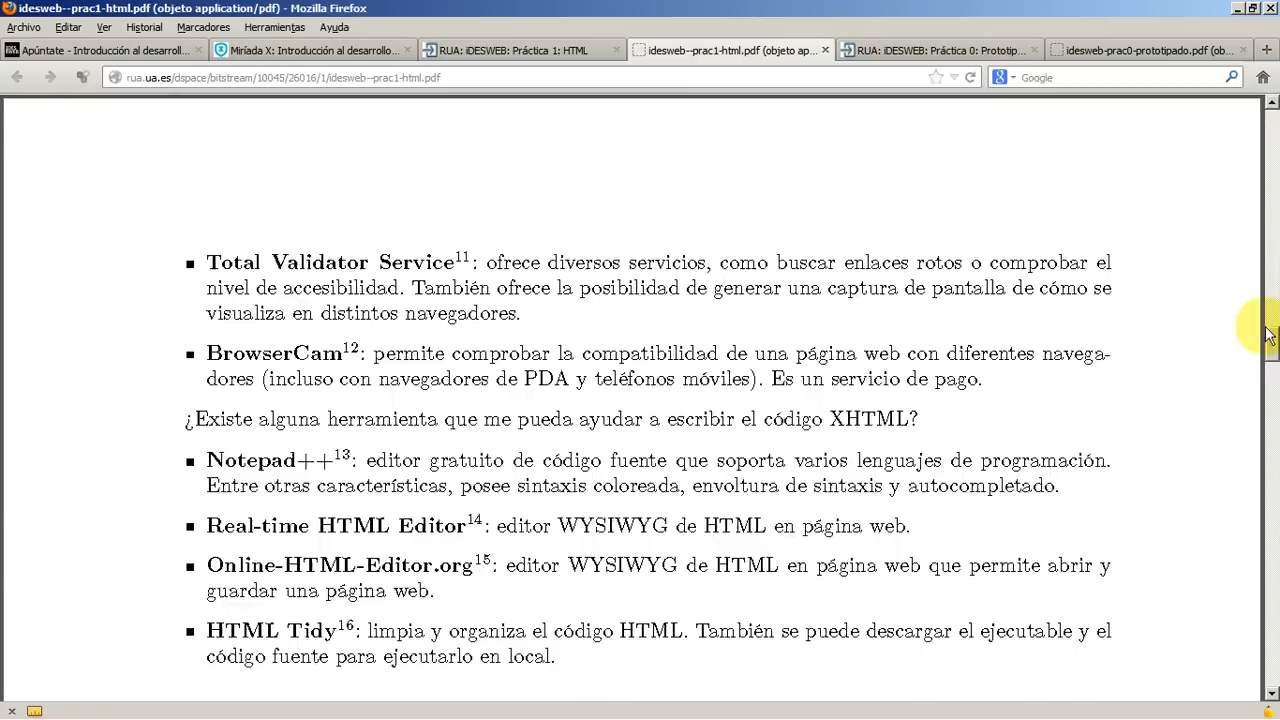 idesweb--prac1-html.pdf (objeto application/pdf) - Mozilla Firefox
Archivo Editar Ver Historial Marcadores Herramientas Ayuda
Apúntate - Introducción al desarroll... Miríada X: Introducción al desarrollo... RUA: iDESWEB: Práctica 1: HTML idesweb--prac1-html.pdf (objeto ap... RUA: iDESWEB: Práctica 0: Prototip... idesweb-prac0-prototipado.pdf (ob...
rua.ua.es/dspace/bitstream/10045/26016/1/idesweb--prac1-html.pdf Google
▪ Total Validator Service11: ofrece diversos servicios, como buscar enlaces rotos o comprobar el
nivel de accesibilidad. También ofrece la posibilidad de generar una captura de pantalla de cómo se
visualiza en distintos navegadores.
▪ BrowserCam12: permite comprobar la compatibilidad de una página web con diferentes navega-
dores (incluso con navegadores de PDA y teléfonos móviles). Es un servicio de pago.
¿Existe alguna herramienta que me pueda ayudar a escribir el código XHTML?
▪ Notepad++13: editor gratuito de código fuente que soporta varios lenguajes de programación.
Entre otras características, posee sintaxis coloreada, envoltura de sintaxis y autocompletado.
▪ Real-time HTML Editor14: editor WYSIWYG de HTML en página web.
▪ Online-HTML-Editor.org15: editor WYSIWYG de HTML en página web que permite abrir y
guardar una página web.
▪ HTML Tidy16: limpia y organiza el código HTML. También se puede descargar el ejecutable y el
código fuente para ejecutarlo en local.